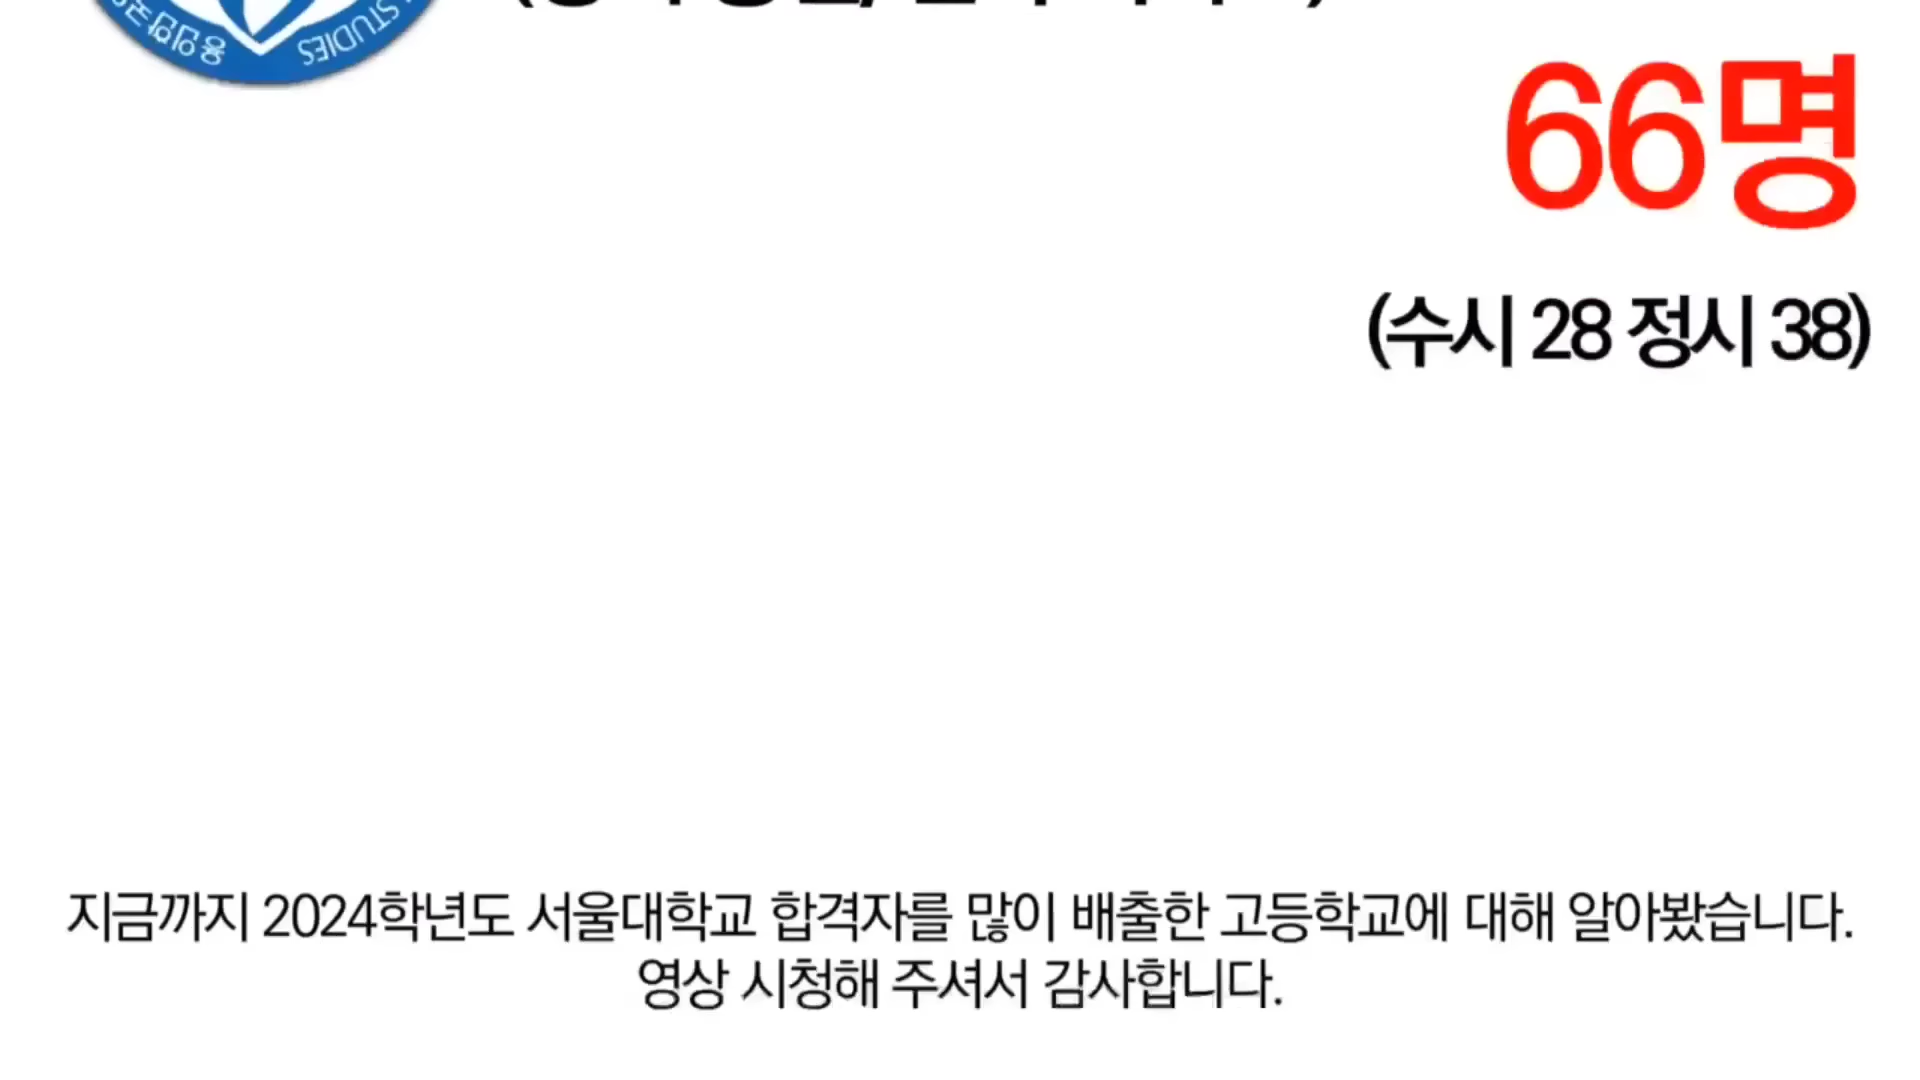 STUDIES
66명
(수시 28 정시 38)
지금까지 2024학년도 서울대학교 합격자를 많이 배출한 고등학교에 대해 알아봤습니다.
영상 시청해 주셔서 감사합니다.